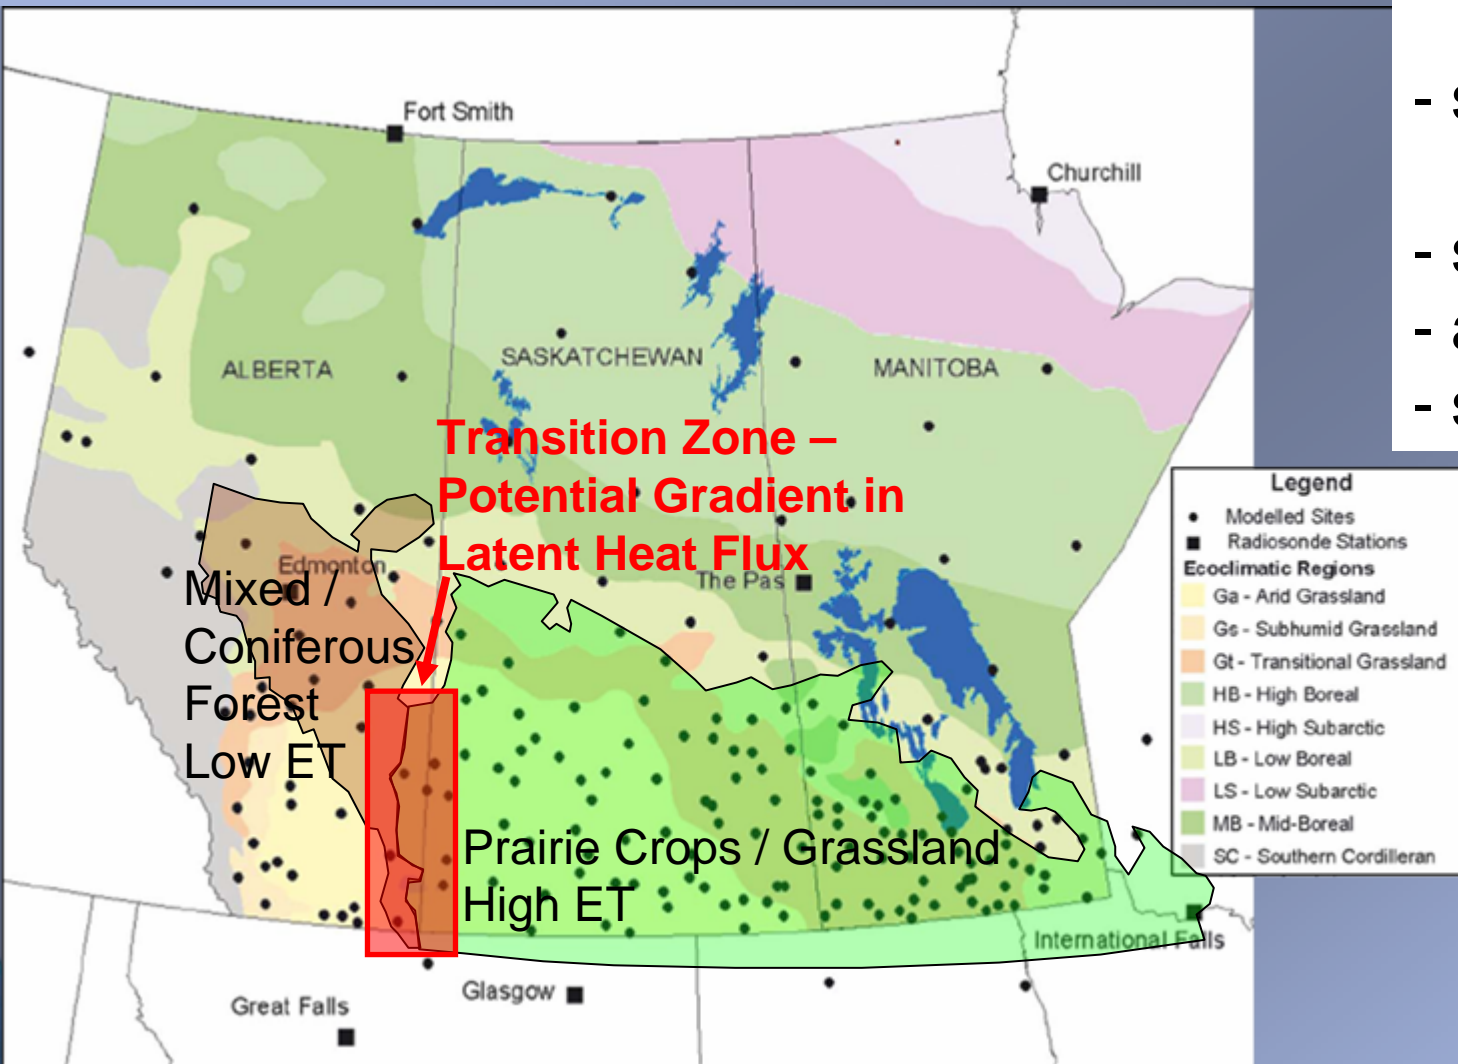 Fort Smith
Churchill
- s
- s
- a
- s
ALBERTA
SASKATCHEWAN
MANITOBA
Transition Zone –
Potential Gradient in
Latent Heat Flux
Edmonton
The Pas
Mixed /
Coniferous
Forest
Low ET
Prairie Crops / Grassland
High ET
International Falls
Glasgow
Great Falls
Legend
Modelled Sites
Radiosonde Stations
Ecoclimatic Regions
Ga - Arid Grassland
Gs - Subhumid Grassland
Gt - Transitional Grassland
HB - High Boreal
HS - High Subarctic
LB - Low Boreal
LS - Low Subarctic
MB - Mid-Boreal
SC - Southern Cordilleran